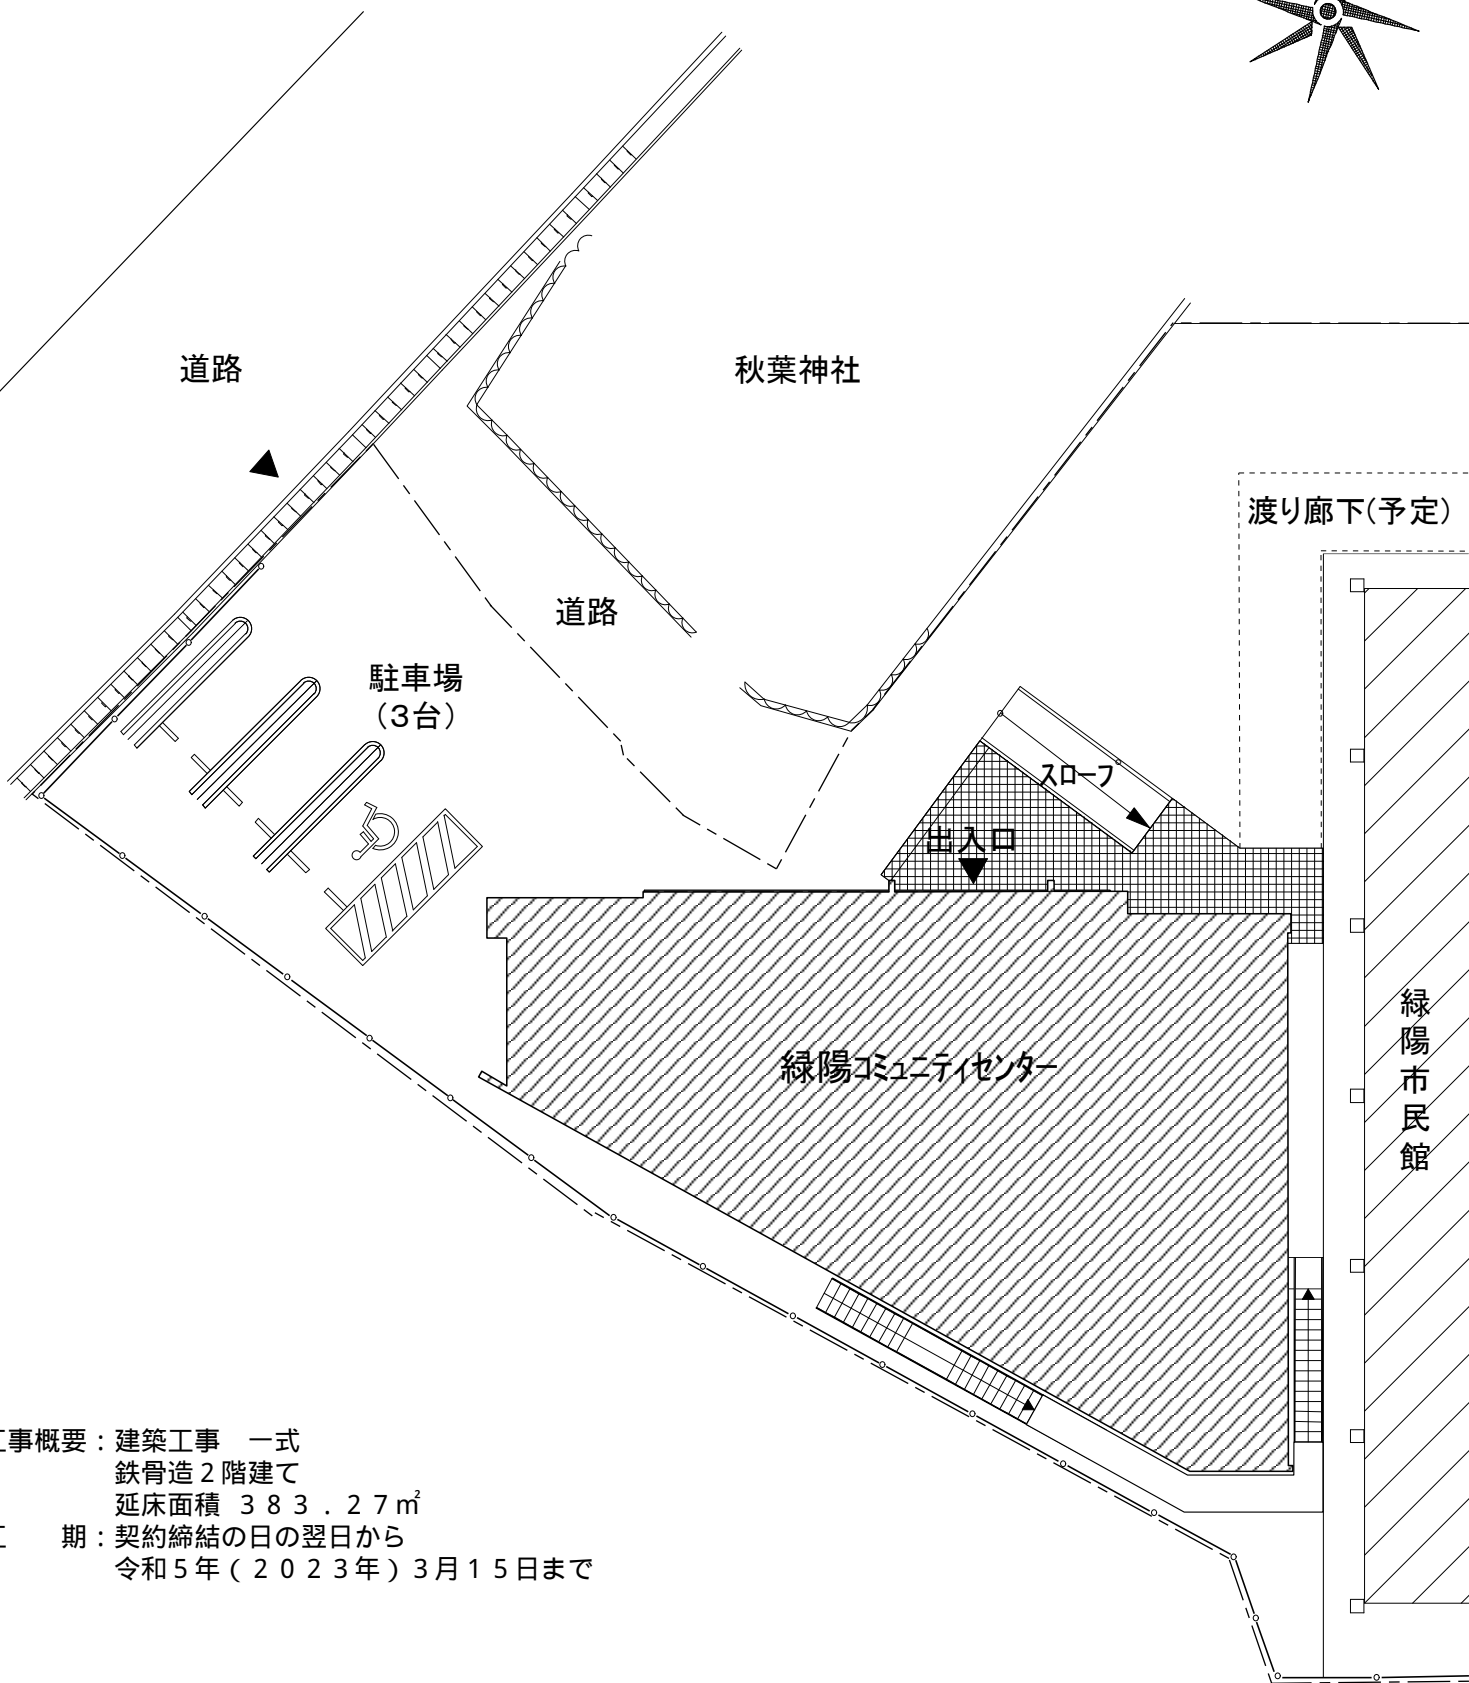 道路
秋葉神社
渡り廊下(予定)
道路
駐車場
(3台)
スロープ
出入口
緑陽コミュニティセンター
緑陽市民館
工事概要：建築工事　一式
鉄骨造２階建て
延床面積　３８３．２７㎡
工　　期：契約締結の日の翌日から
令和５年（２０２３年）３月１５日まで